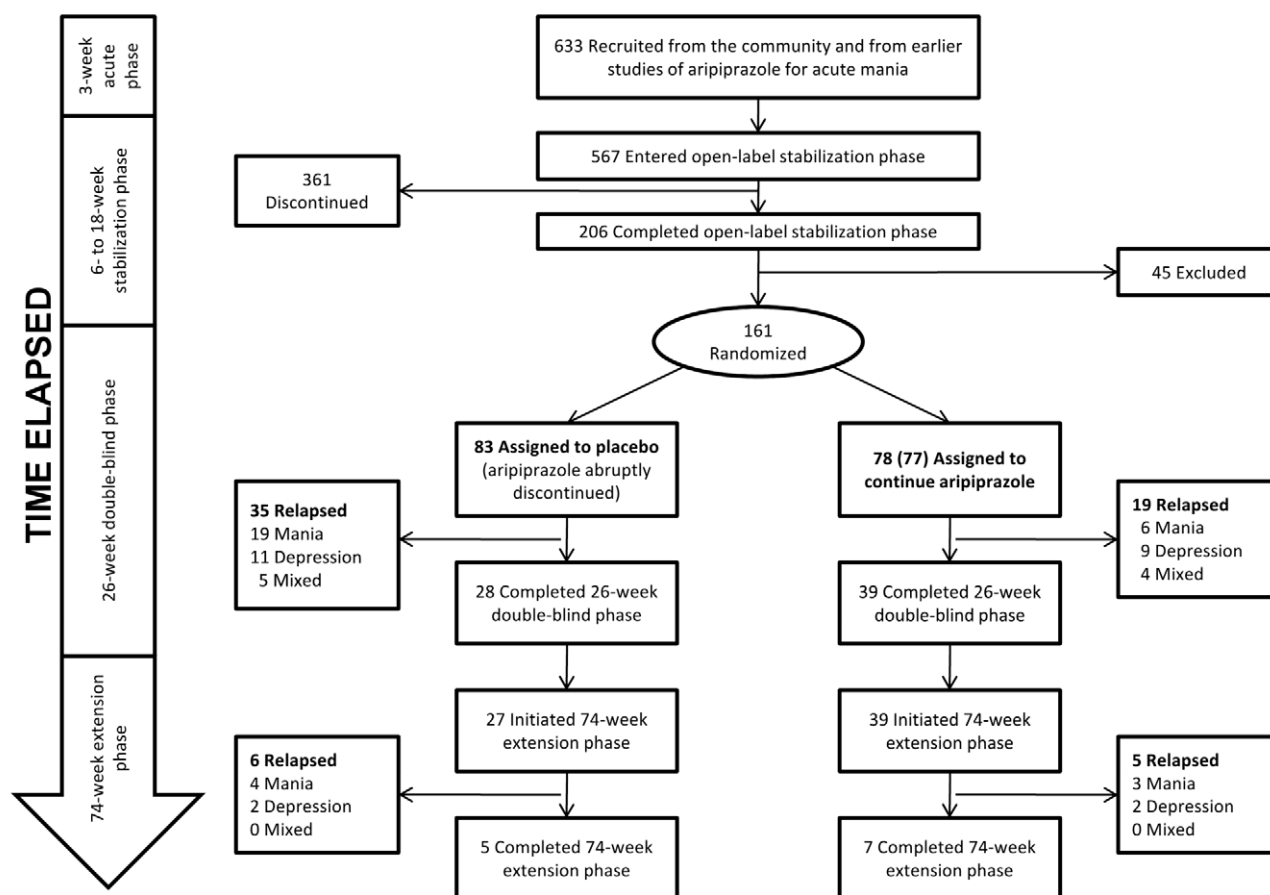 TIME ELAPSED
3-week
acute
phase
6- to 18-week
stabilization phase
26-week double-blind phase
74-week extension
phase
633 Recruited from the community and from earlier
studies of aripiprazole for acute mania
567 Entered open-label stabilization phase
361
Discontinued
206 Completed open-label stabilization phase
45 Excluded
161
Randomized
83 Assigned to placebo
(aripiprazole abruptly
discontinued)
78 (77) Assigned to
continue aripiprazole
35 Relapsed
19 Mania
11 Depression
5 Mixed
19 Relapsed
6 Mania
9 Depression
4 Mixed
28 Completed 26-week
double-blind phase
39 Completed 26-week
double-blind phase
27 Initiated 74-week
extension phase
39 Initiated 74-week
extension phase
6 Relapsed
4 Mania
2 Depression
0 Mixed
5 Relapsed
3 Mania
2 Depression
0 Mixed
5 Completed 74-week
extension phase
7 Completed 74-week
extension phase